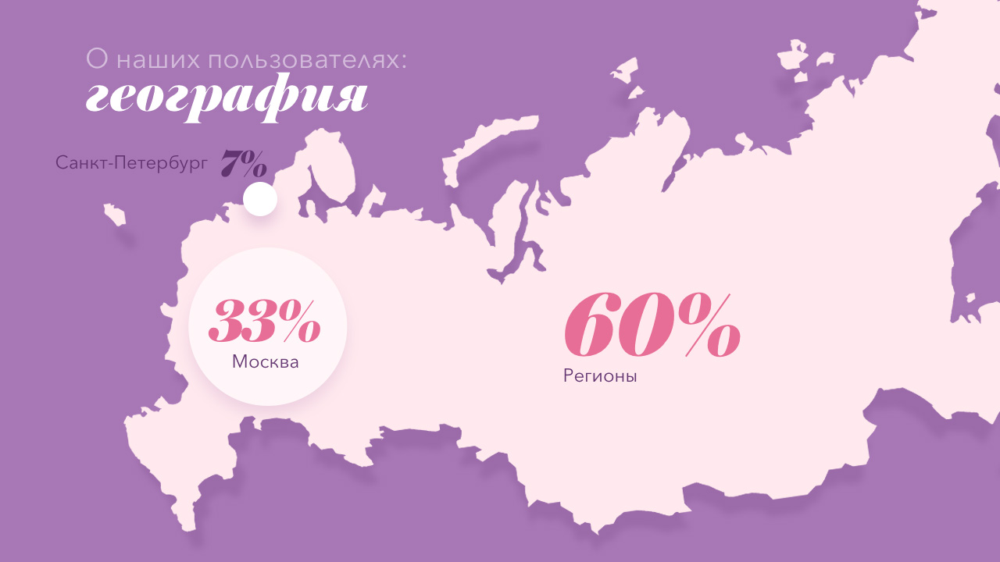 О наших пользователях:
география
Санкт-Петербург 7%
33%
Москва
60%
Регионы